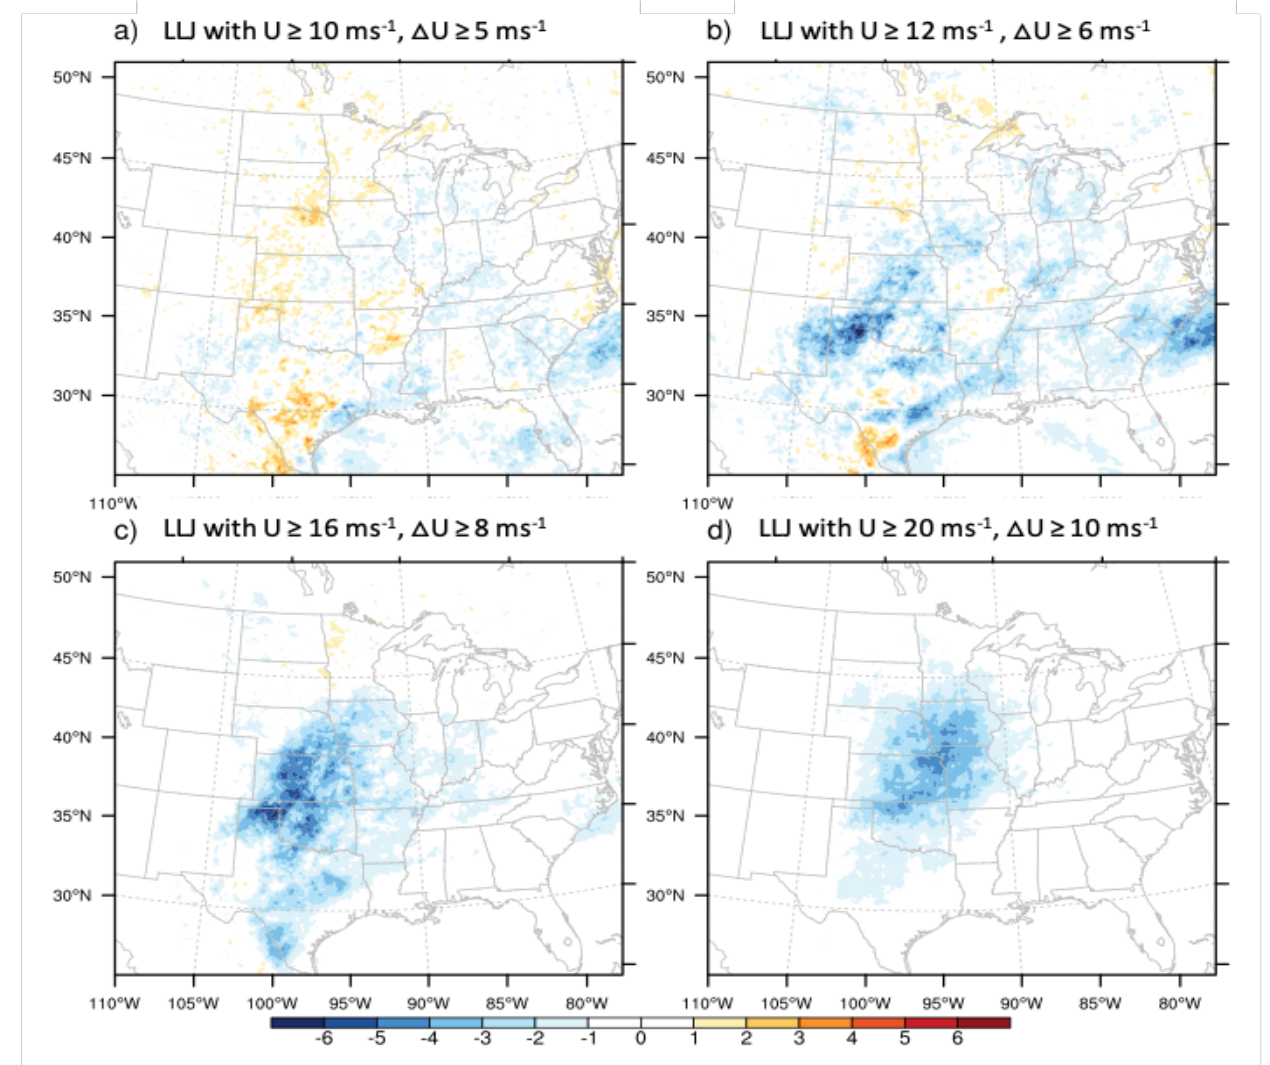 a) LLJ with U ≥ 10 ms⁻¹, △U ≥ 5 ms⁻¹
b) LLJ with U ≥ 12 ms⁻¹ , △U ≥ 6 ms⁻¹
50°N
45°N
40°N
35°N
30°N
110°W
50°N
45°N
40°N
35°N
30°N
110°W
c) LLJ with U ≥ 16 ms⁻¹, △U ≥ 8 ms⁻¹
d) LLJ with U ≥ 20 ms⁻¹, △U ≥ 10 ms⁻¹
50°N
45°N
40°N
35°N
30°N
110°W 105°W 100°W 95°W 90°W 85°W 80°W
50°N
45°N
40°N
35°N
30°N
110°W 105°W 100°W 95°W 90°W 85°W 80°W
-6 -5 -4 -3 -2 -1 0 1 2 3 4 5 6